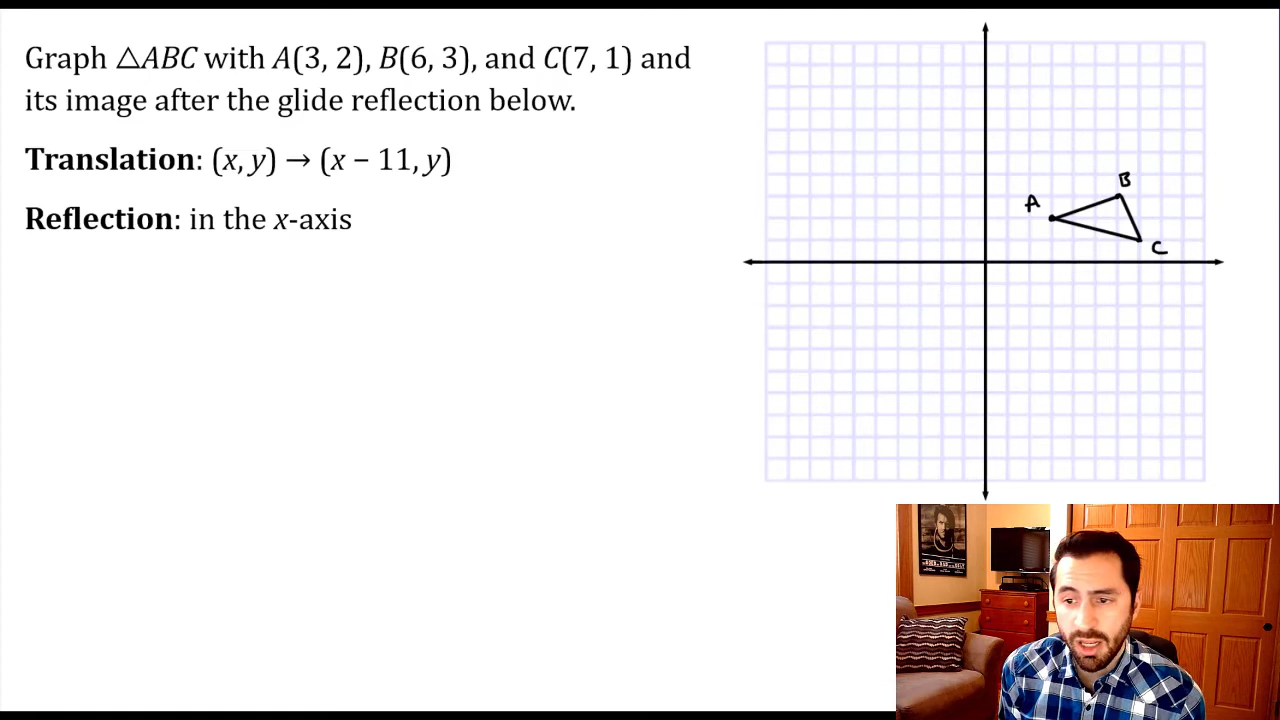 Graph △ABC with A(3, 2), B(6, 3), and C(7, 1) and
its image after the glide reflection below.
Translation: (x, y) → (x − 11, y)
Reflection: in the x-axis
B
A
C